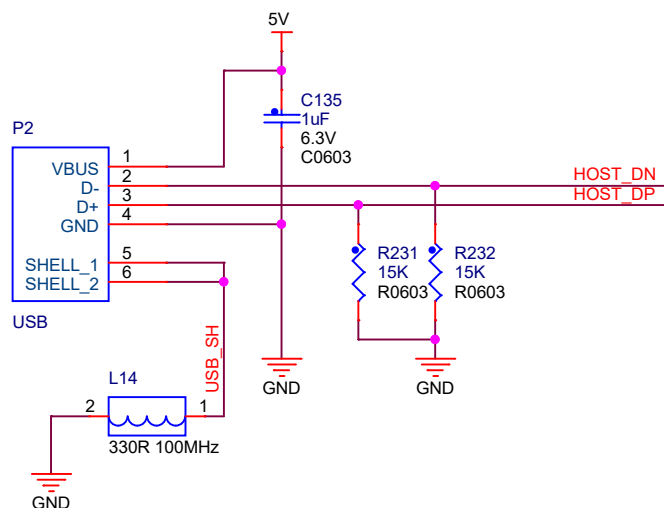 5V
C135
1uF
6.3V
C0603
P2
VBUS 1
D- 2
D+ 3
GND 4
SHELL_1 5
SHELL_2 6
USB
HOST_DN
HOST_DP
R231
15K
R0603
R232
15K
R0603
USB_SH
GND
GND
L14
2 1
330R 100MHz
GND